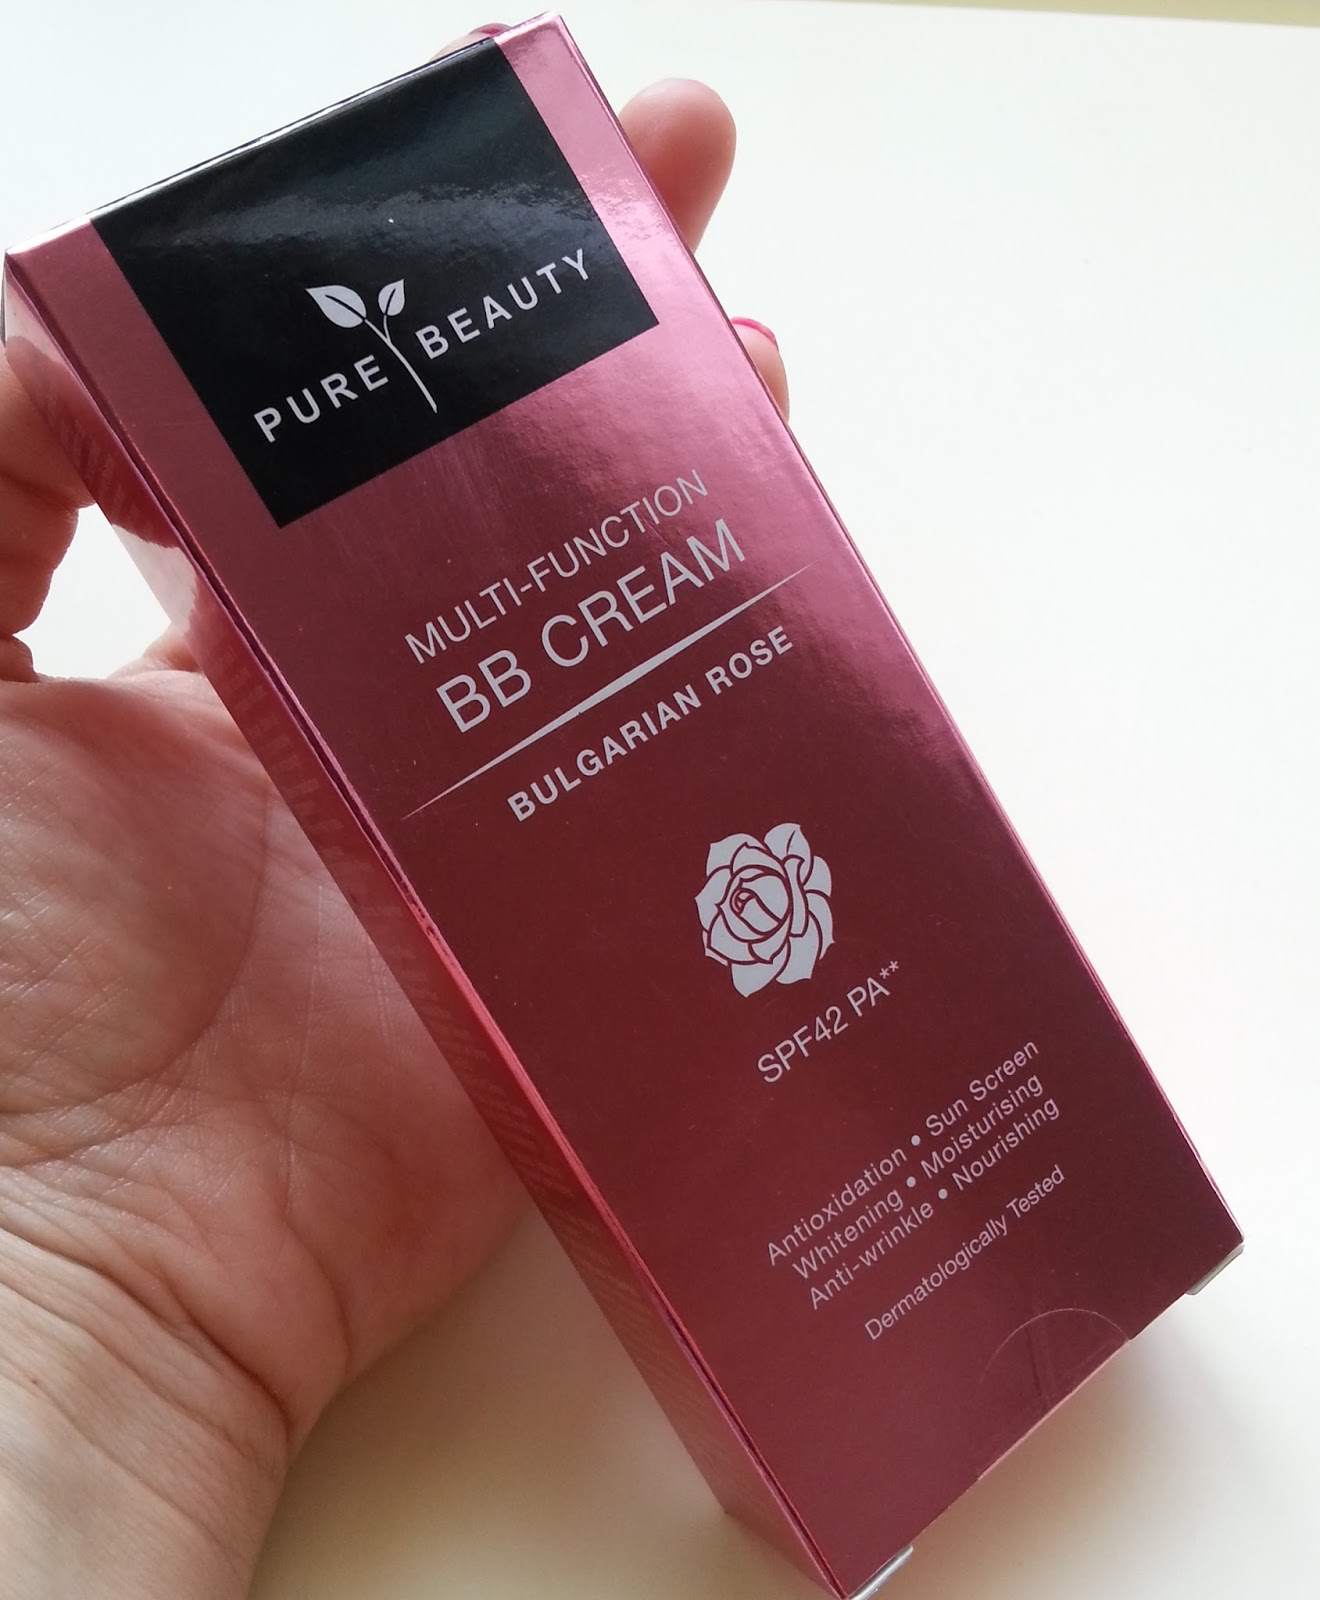 PURE BEAUTY
MULTI-FUNCTION
BB CREAM
BULGARIAN ROSE
SPF42 PA**
Antioxidation • Sun Screen
Whitening • Moisturising
Anti-wrinkle • Nourishing
Dermatologically Tested